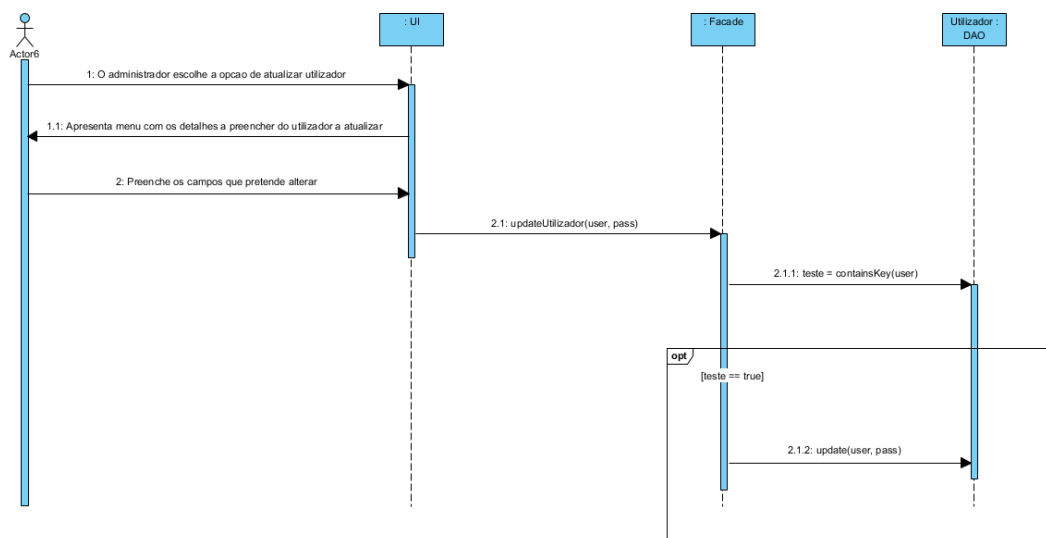 : UI
: Facade
Utilizador :
DAO
Actor6
1: O administrador escolhe a opcao de atualizar utilizador
1.1: Apresenta menu com os detalhes a preencher do utilizador a atualizar
2: Preenche os campos que pretende alterar
2.1: updateUtilizador(user, pass)
2.1.1: teste = containsKey(user)
opt
[teste == true]
2.1.2: update(user, pass)